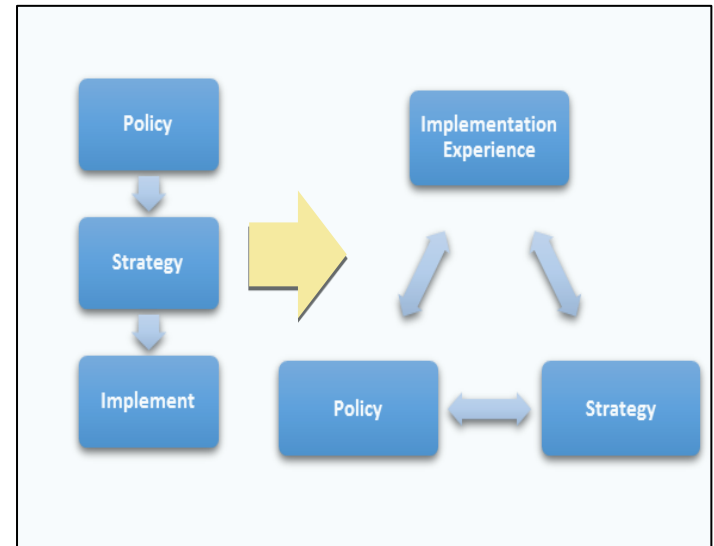 Policy
Strategy
Implement
Implementation
Experience
Policy
Strategy